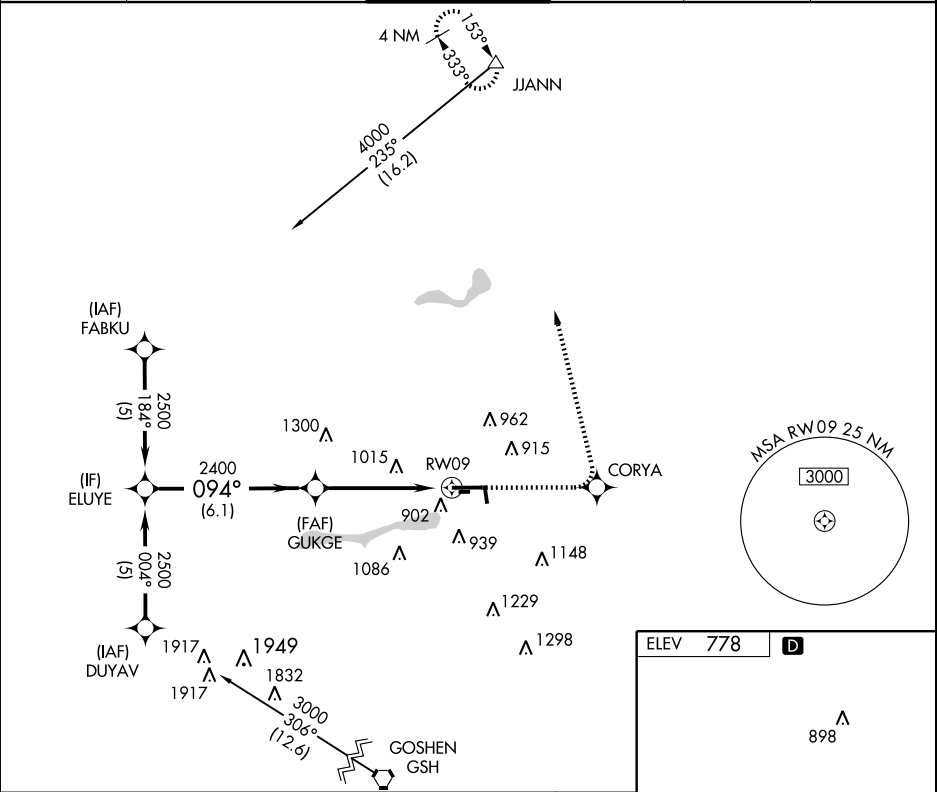 4 NM
153°
333°
JJANN
4000
235°
(16.2)
(IAF)
FABKU
2500
184°
(5)
1300
962
915
1015
RW09
CORYA
MSA RW09 25 NM
3000
(IF)
ELUYE
2400
094°
(6.1)
(FAF)
GUKGE
902
939
1086
1148
2500
004°
(5)
1229
1298
(IAF)
DUYAV
1917
1949
1917
1832
3000
306°
(12.6)
GOSHEN
GSH
ELEV 778 D
898